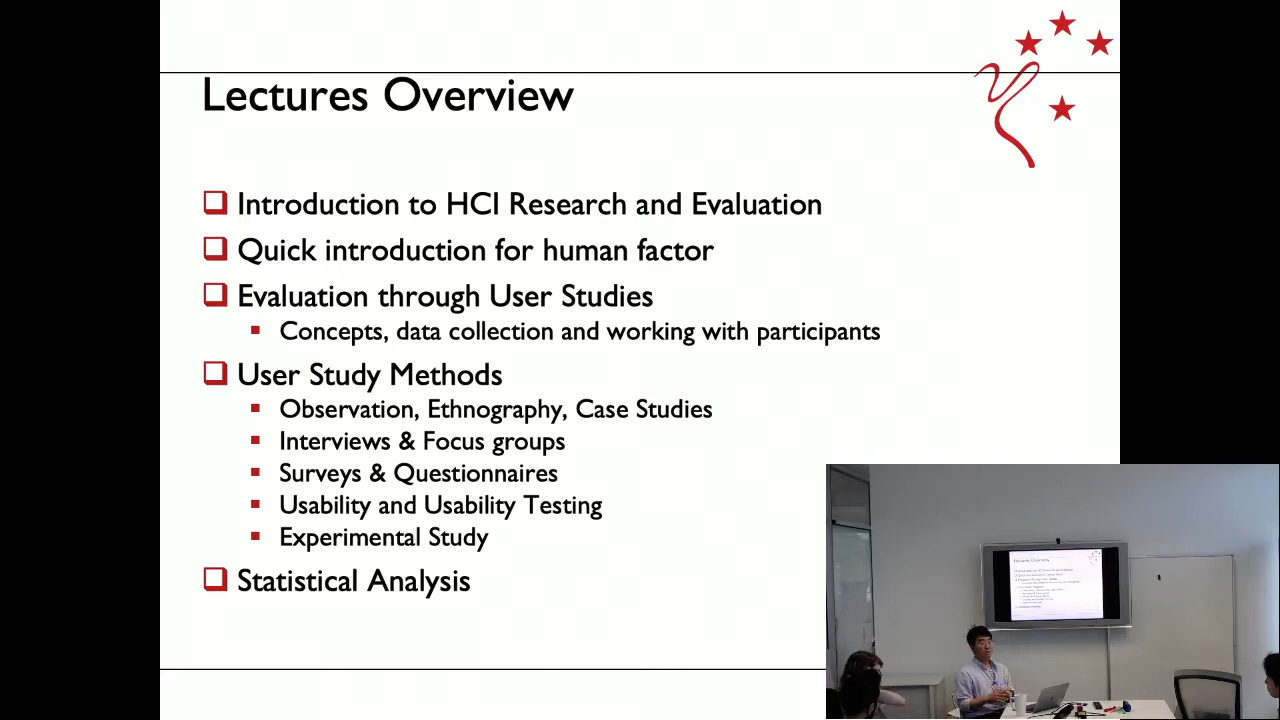 Lectures Overview
Introduction to HCI Research and Evaluation
Quick introduction for human factor
Evaluation through User Studies
Concepts, data collection and working with participants
User Study Methods
Observation, Ethnography, Case Studies
Interviews & Focus groups
Surveys & Questionnaires
Usability and Usability Testing
Experimental Study
Statistical Analysis
Lectures Overview